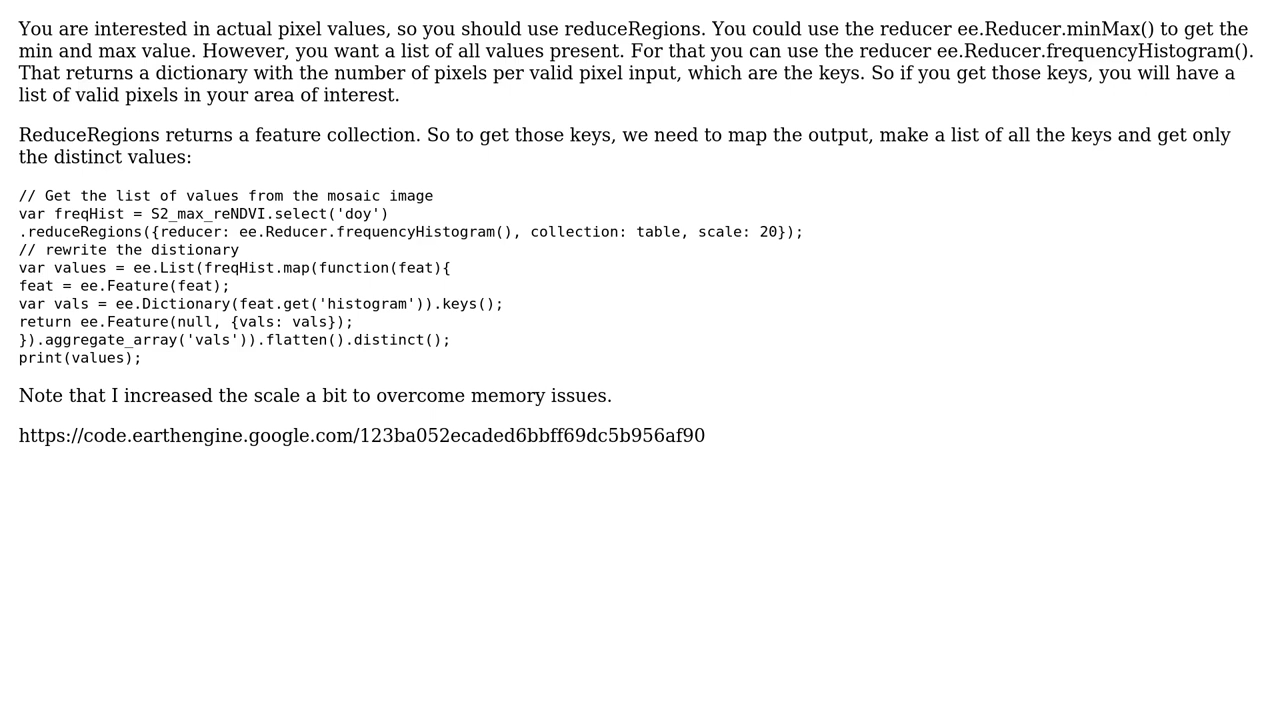 You are interested in actual pixel values, so you should use reduceRegions. You could use the reducer ee.Reducer.minMax() to get the
min and max value. However, you want a list of all values present. For that you can use the reducer ee.Reducer.frequencyHistogram().
That returns a dictionary with the number of pixels per valid pixel input, which are the keys. So if you get those keys, you will have a
list of valid pixels in your area of interest.
ReduceRegions returns a feature collection. So to get those keys, we need to map the output, make a list of all the keys and get only
the distinct values:
// Get the list of values from the mosaic image
var freqHist = S2_max_reNDVI.select('doy')
.reduceRegions({reducer: ee.Reducer.frequencyHistogram(), collection: table, scale: 20});
// rewrite the distionary
var values = ee.List(freqHist.map(function(feat){
feat = ee.Feature(feat);
var vals = ee.Dictionary(feat.get('histogram')).keys();
return ee.Feature(null, {vals: vals});
}).aggregate_array('vals')).flatten().distinct();
print(values);
Note that I increased the scale a bit to overcome memory issues.
https://code.earthengine.google.com/123ba052ecaded6bbff69dc5b956af90